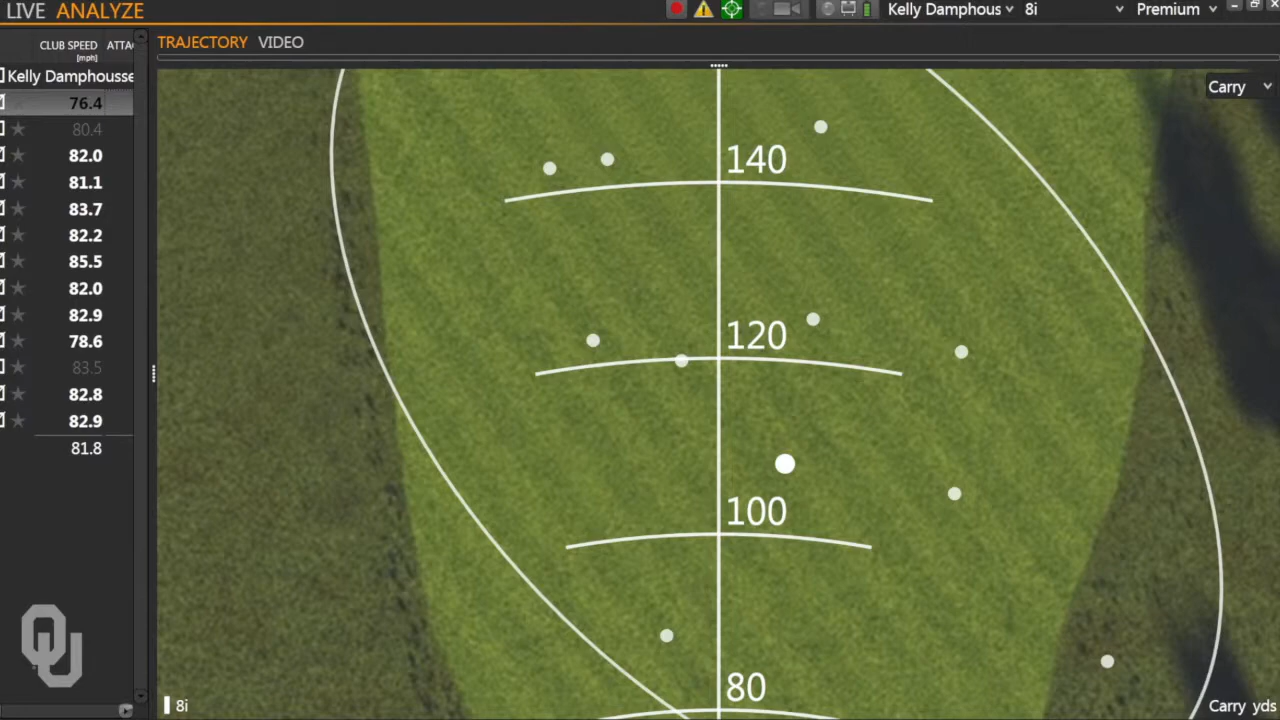 LIVE ANALYZE
Kelly Damphous 8i Premium
CLUB SPEED ATTA
[mph]
TRAJECTORY VIDEO
Kelly Damphousse
Carry
76.4
80.4
82.0
81.1
83.7
82.2
85.5
82.0
82.9
78.6
83.5
82.8
82.9
81.8
140
120
100
80
OU
8i
Carry yds